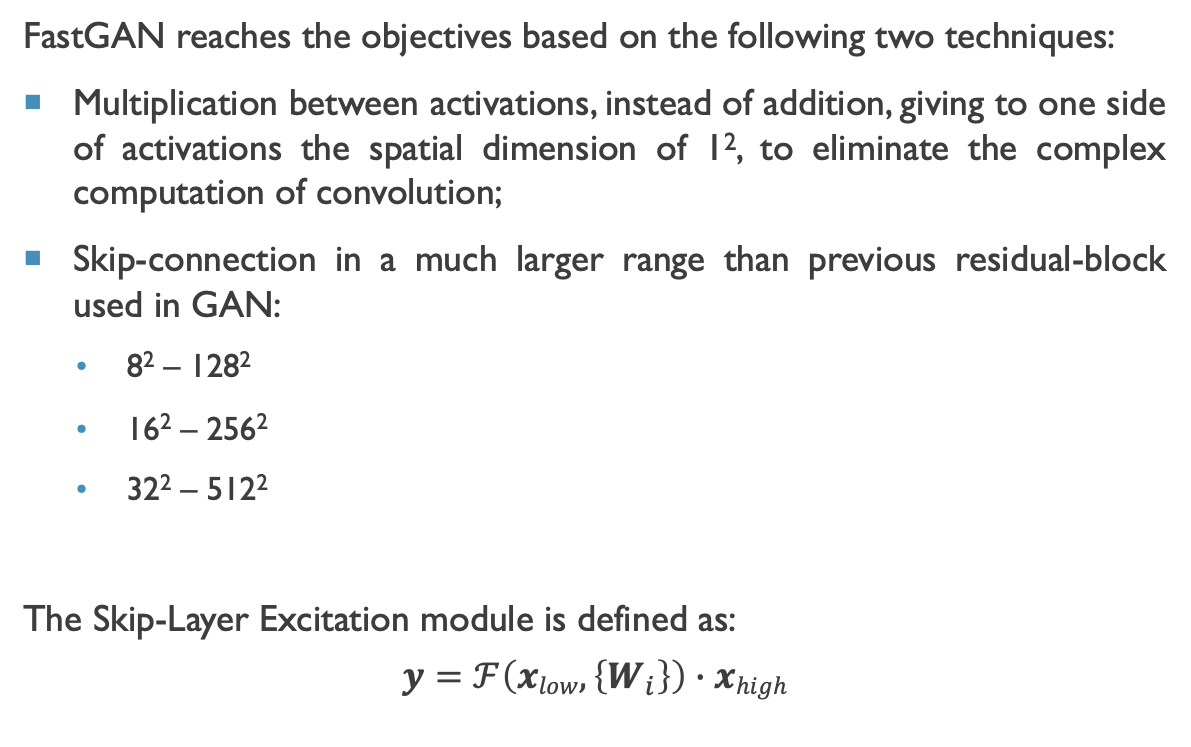 FastGAN reaches the objectives based on the following two techniques:
▪ Multiplication between activations, instead of addition, giving to one side
of activations the spatial dimension of 1², to eliminate the complex
computation of convolution;
▪ Skip-connection in a much larger range than previous residual-block
used in GAN:
• 8² – 128²
• 16² – 256²
• 32² – 512²
The Skip-Layer Excitation module is defined as:
𝒚 = ℱ(𝒙_low, {𝑾_i}) · 𝒙_high